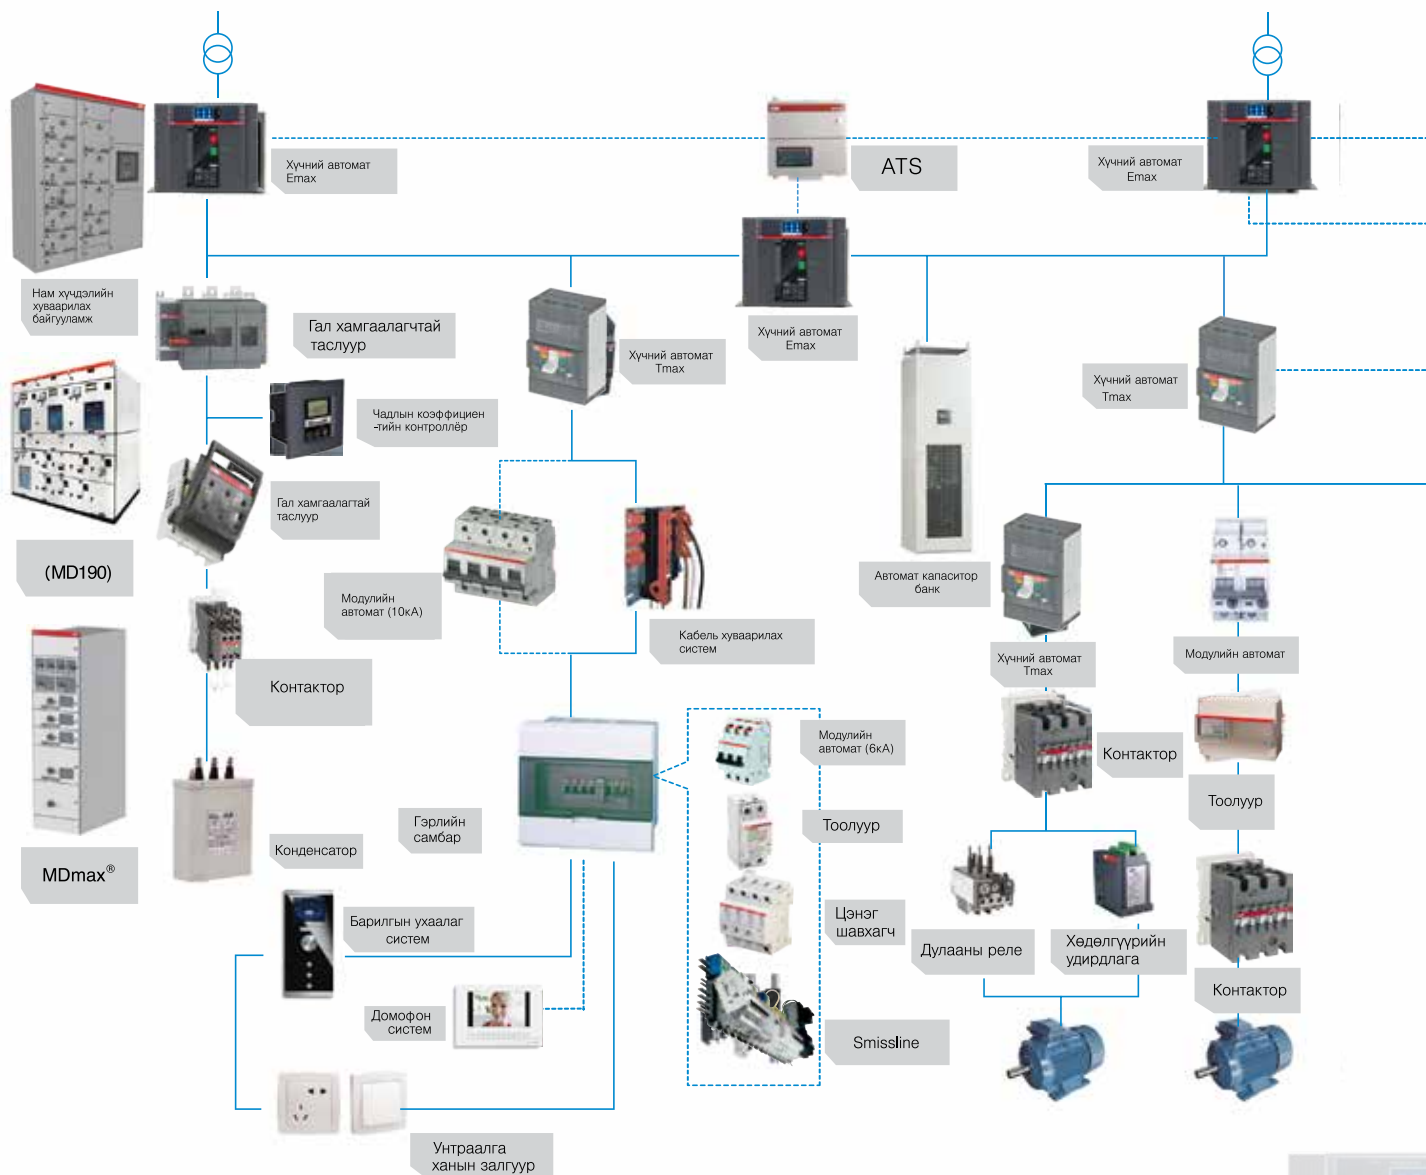 Хүчний автомат
Emax
ATS
Хүчний автомат
Emax
Нам хүчдэлийн
хуваарилах
байгууламж
Гал хамгаалагчтай
таслуур
Хүчний автомат
Tmax
Хүчний автомат
Emax
Хүчний автомат
Tmax
Чадлын коэффициен
-тийн контроллёр
Гал хамгаалагтай
таслуур
(MD190)
Модулийн
автомат (10кА)
Автомат капаситор
банк
Кабель хуваарилах
систем
Хүчний автомат
Tmax
Модулийн автомат
Контактор
Модулийн
автомат (6кА)
Контактор
Тоолуур
Тоолуур
Гэрлийн
самбар
Конденсатор
MDmax®
Барилгын ухаалаг
систем
Цэнэг
шавхагч
Дулааны реле
Хөдөлгүүрийн
удирдлага
Контактор
Домофон
систем
Smissline
Унтраалга
ханын залгуур